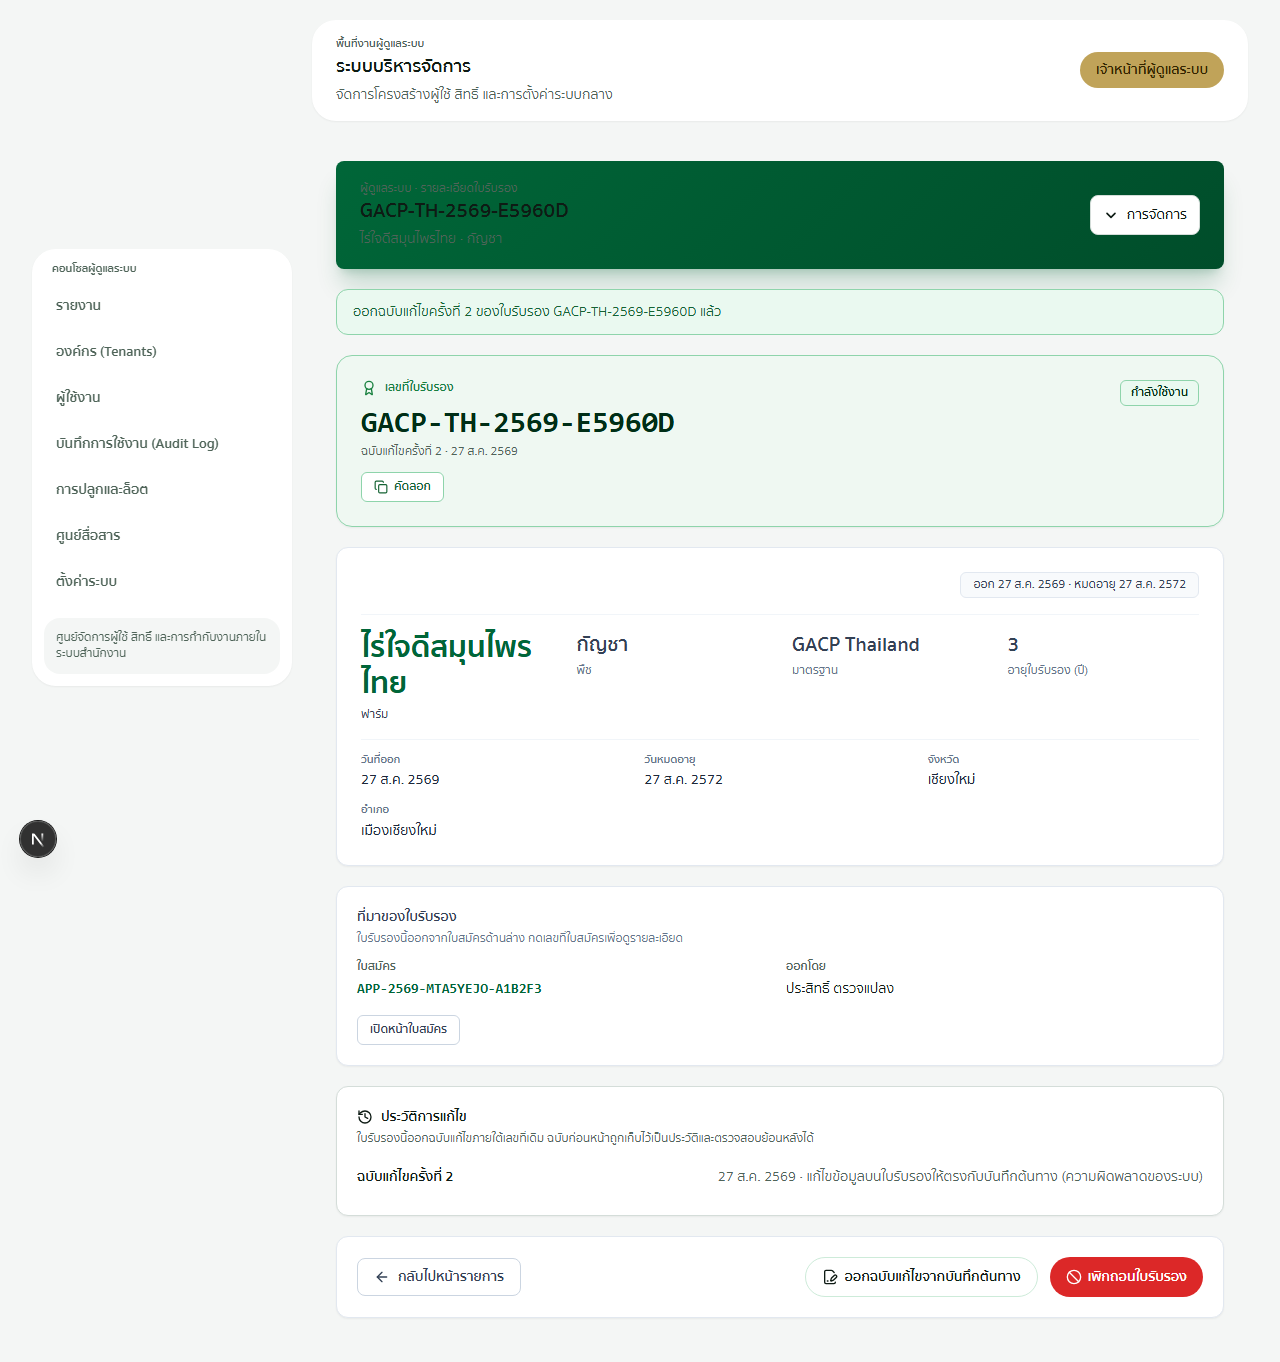 พื้นที่งานผู้ดูแลระบบ
ระบบบริหารจัดการ
จัดการโครงสร้างผู้ใช้ สิทธิ์ และการตั้งค่าระบบกลาง
เจ้าหน้าที่ผู้ดูแลระบบ
คอนโซลผู้ดูแลระบบ
รายงาน
องค์กร (Tenants)
ผู้ใช้งาน
บันทึกการใช้งาน (Audit Log)
การปลูกและล็อต
ศูนย์สื่อสาร
ตั้งค่าระบบ
ศูนย์จัดการผู้ใช้ สิทธิ์ และการกำกับงานภายใน
ระบบสำนักงาน
N
ผู้ดูแลระบบ · รายละเอียดใบรับรอง
GACP-TH-2569-E5960D
ไร่ใจดีสมุนไพรไทย · กัญชา
การจัดการ
ออกฉบับแก้ไขครั้งที่ 2 ของใบรับรอง GACP-TH-2569-E5960D แล้ว
เลขที่ใบรับรอง
กำลังใช้งาน
GACP-TH-2569-E5960D
ฉบับแก้ไขครั้งที่ 2 · 27 ส.ค. 2569
คัดลอก
ออก 27 ส.ค. 2569 · หมดอายุ 27 ส.ค. 2572
ไร่ใจดีสมุนไพร
ไทย
ฟาร์ม
กัญชา
พืช
GACP Thailand
มาตรฐาน
3
อายุใบรับรอง (ปี)
วันที่ออก
27 ส.ค. 2569
วันหมดอายุ
27 ส.ค. 2572
จังหวัด
เชียงใหม่
อำเภอ
เมืองเชียงใหม่
ที่มาของใบรับรอง
ใบรับรองนี้ออกจากใบสมัครด้านล่าง กดเลขที่ใบสมัครเพื่อดูรายละเอียด
ใบสมัคร
APP-2569-MTA5YEJO-A1B2F3
ออกโดย
ประสิทธิ์ ตรวจแปลง
เปิดหน้าใบสมัคร
ประวัติการแก้ไข
ใบรับรองนี้ออกฉบับแก้ไขภายใต้เลขที่เดิม ฉบับก่อนหน้าถูกเก็บไว้เป็นประวัติและตรวจสอบย้อนหลังได้
ฉบับแก้ไขครั้งที่ 2
27 ส.ค. 2569 · แก้ไขข้อมูลบนใบรับรองให้ตรงกับบันทึกต้นทาง (ความผิดพลาดของระบบ)
กลับไปหน้ารายการ
ออกฉบับแก้ไขจากบันทึกต้นทาง
เพิกถอนใบรับรอง